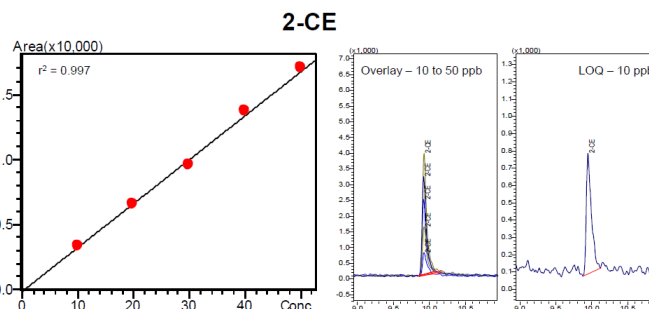 2-CE
Area(x10,000)
r² = 0.997
.5
.0
0.5
0.0
0 10 20 30 40 Conc
(x1,000)
Overlay – 10 to 50 ppb
7.0
6.5
6.0
5.5
5.0
4.5
4.0
3.5
3.0
2.5
2.0
1.5
1.0
0.5
0.0
-0.5
2-CE
2-CE
2-CE
2-CE
2-CE
9.0 10.0
(x1,000)
LOQ – 10 ppb
1.3
1.2
1.1
1.0
0.9
0.8
0.7
0.6
0.5
0.4
0.3
0.2
0.1
0.0
2-CE
9.0 10.0